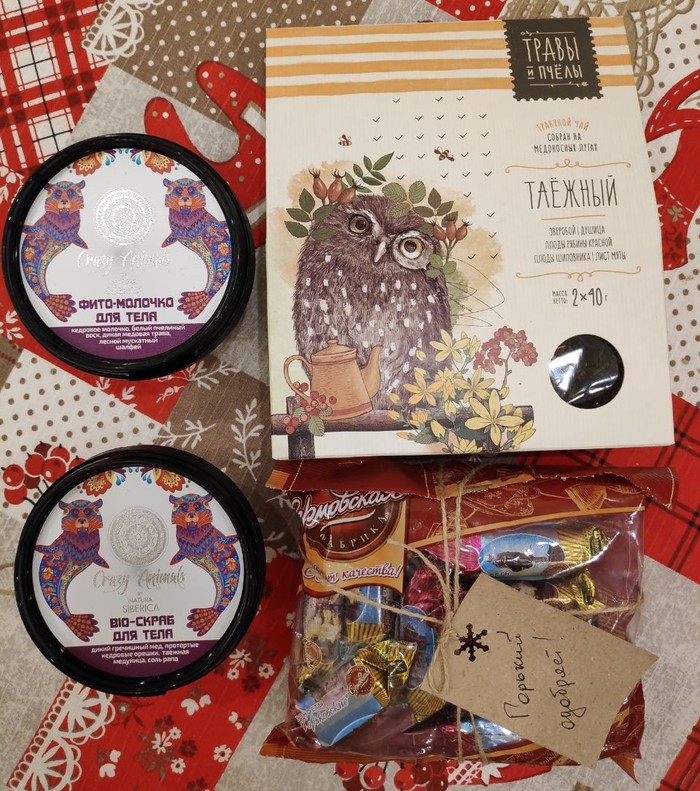 ТРАВЫ
И ПЧЁЛЫ
ТРАВЯНОЙ ЧАЙ
СОБРАН НА
МЕДОНОСНЫХ ЛУГАХ
ТАЁЖНЫЙ
ЗВЕРОБОЙ | ДУШИЦА
ПЛОДЫ РЯБИНЫ КРАСНОЙ
ПЛОДЫ ШИПОВНИКА | ЛИСТ МЯТЫ
МАССА
НЕТТО: 2×40 г
Crazy Animals
ФИТО-МОЛОЧКО
ДЛЯ ТЕЛА
кедровое молочко, белый пчелиный
воск, дикая медовая трава,
лесной мускатный
шалфей
Crazy Animals
BY
NATURA
SIBERICA
BIO-СКРАБ
ДЛЯ ТЕЛА
дикий гречишный мед, протертые
кедровые орешки, таежная
медуница, соль рапа
ФАБРИКА
качества!
Горький
одобряет!